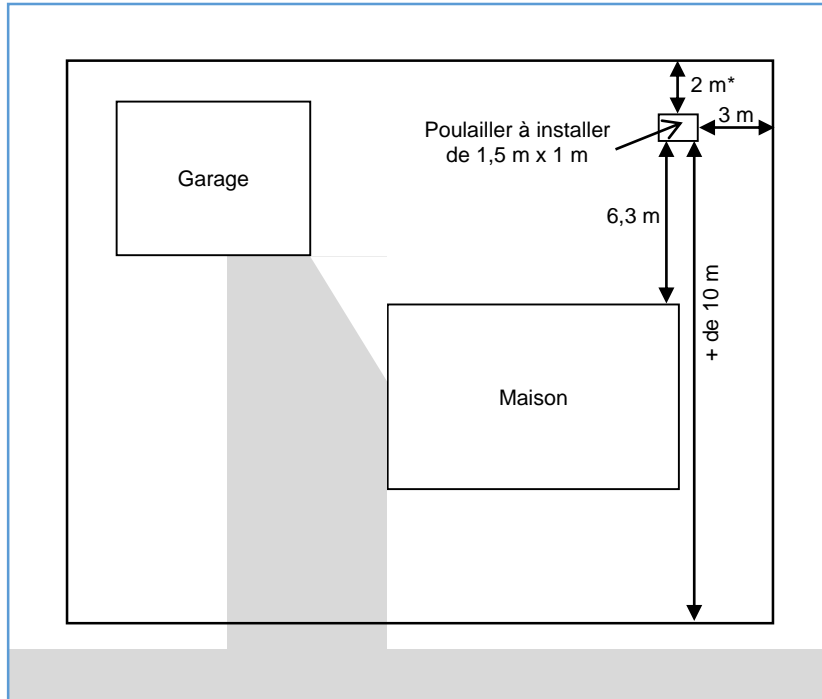 2 m*
3 m
Poulailler à installer
de 1,5 m x 1 m
Garage
6,3 m
+ de 10 m
Maison